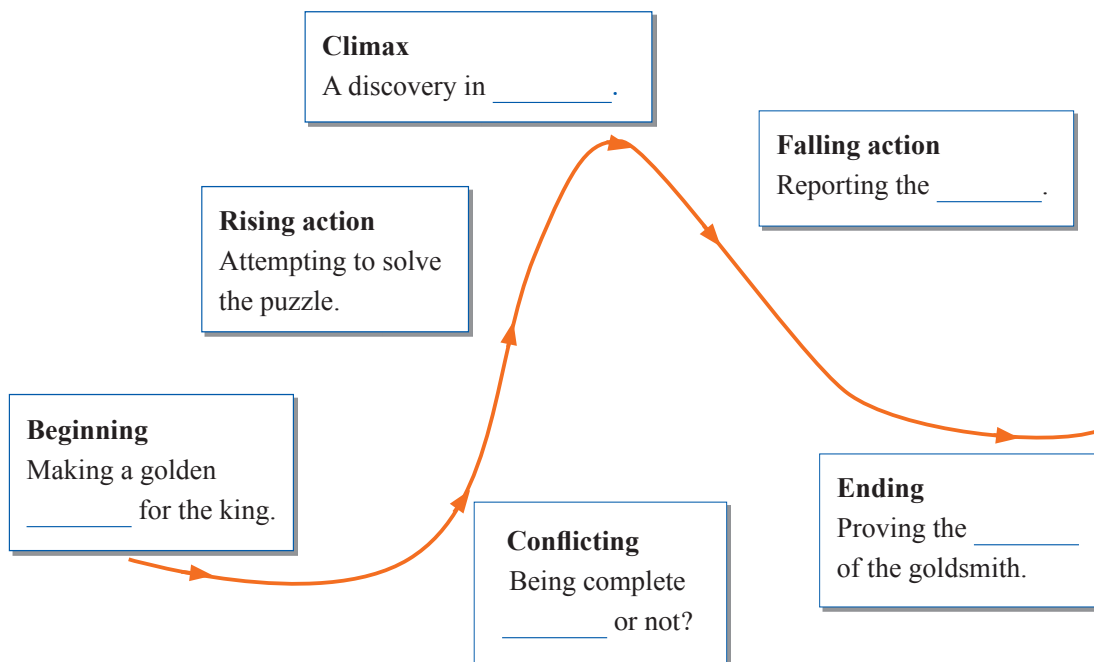 Climax
A discovery in _________.
Falling action
Reporting the ________.
Rising action
Attempting to solve
the puzzle.
Beginning
Making a golden
________ for the king.
Conflicting
Being complete
________ or not?
Ending
Proving the ________
of the goldsmith.